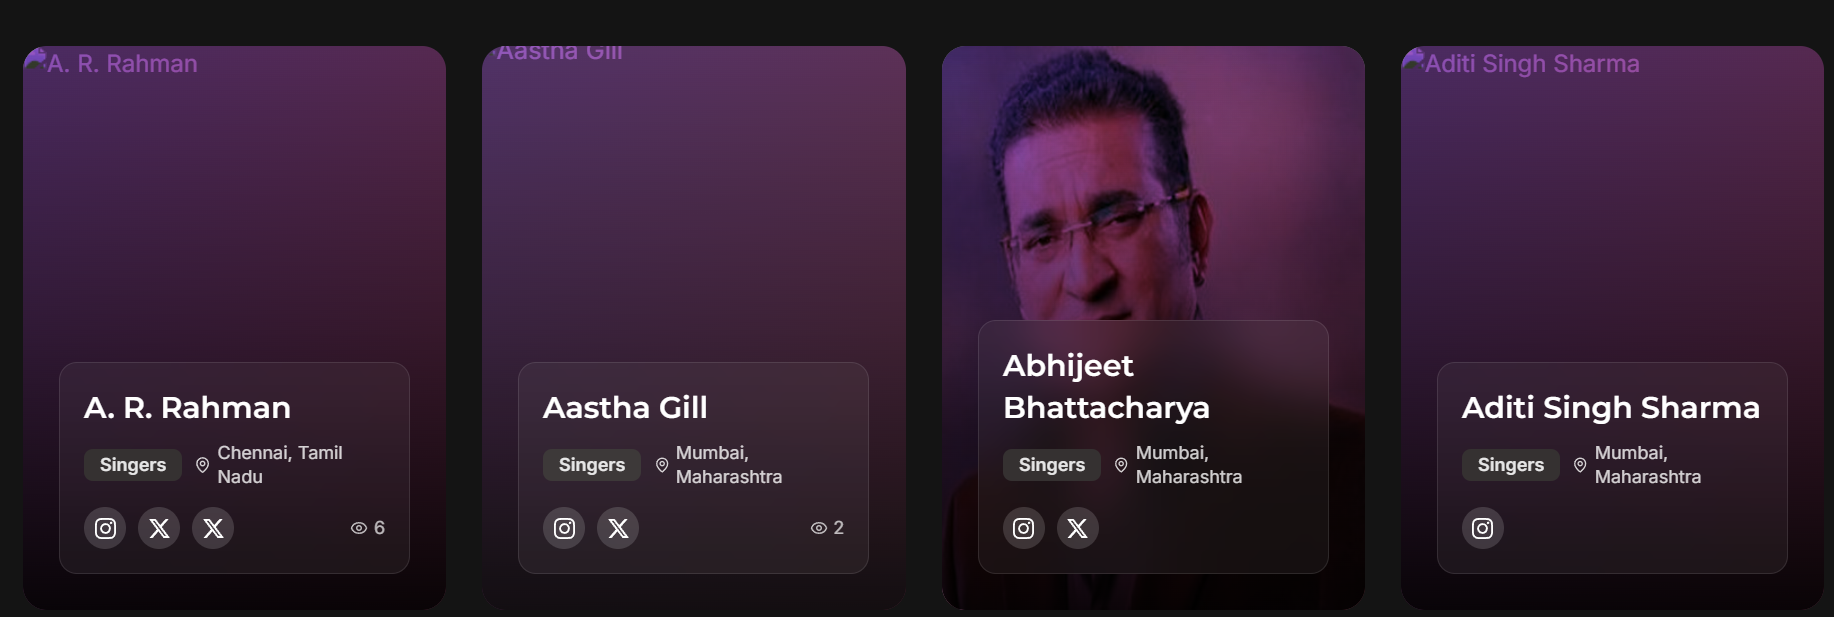 A. R. Rahman
A. R. Rahman
Singers
Chennai, Tamil
Nadu
6
Aastha Gill
Aastha Gill
Singers
Mumbai,
Maharashtra
2
Abhijeet
Bhattacharya
Singers
Mumbai,
Maharashtra
Aditi Singh Sharma
Aditi Singh Sharma
Singers
Mumbai,
Maharashtra